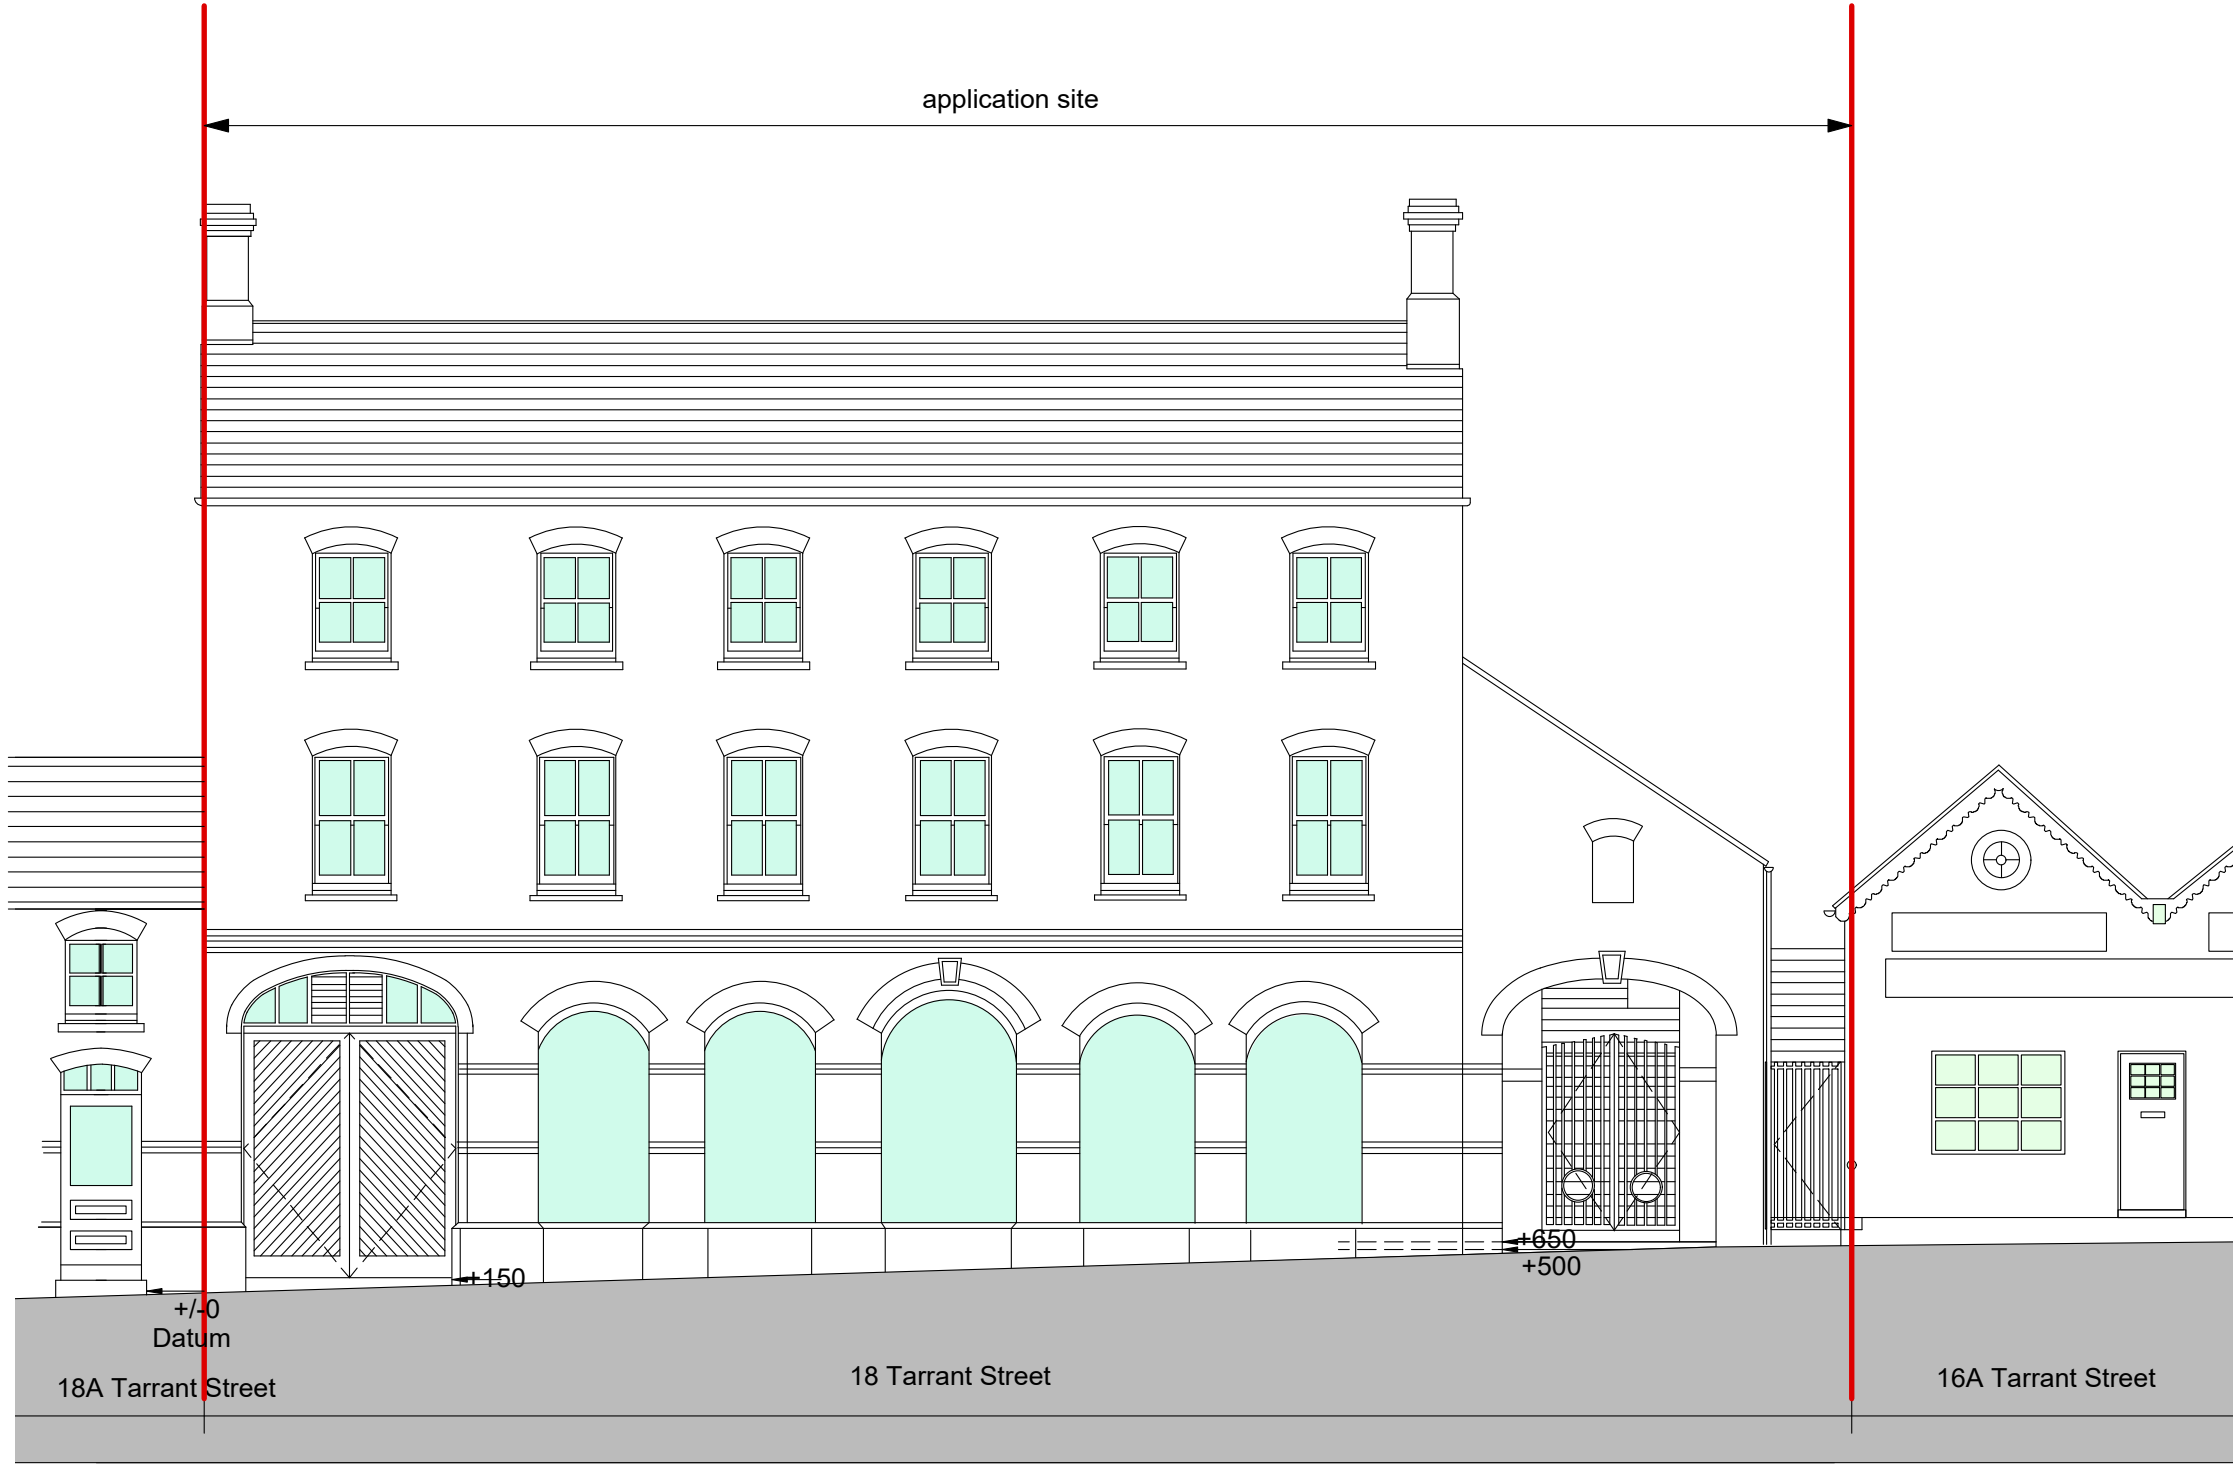 application site
+650
+500
+150
+/-0
Datum
18A Tarrant Street
18 Tarrant Street
16A Tarrant Street